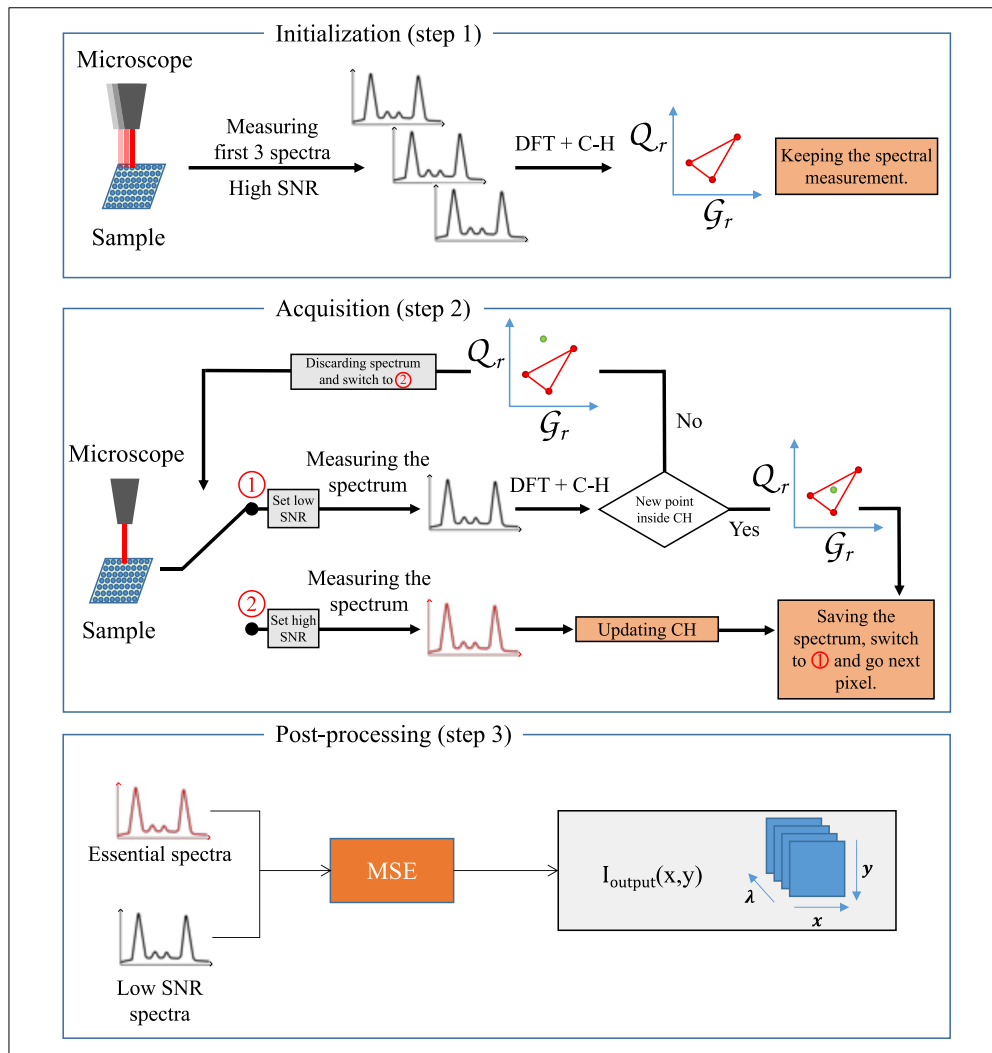 Initialization (step 1)
Microscope
Measuring
first 3 spectra
High SNR
Sample
DFT + C-H
𝒬r
𝒢r
Keeping the spectral
measurement.
Acquisition (step 2)
Discarding spectrum
and switch to ②
𝒬r
𝒢r
No
Microscope
Sample
①
Set low
SNR
Measuring the
spectrum
DFT + C-H
New point
inside CH
Yes
𝒬r
𝒢r
②
Set high
SNR
Measuring the
spectrum
Updating CH
Saving the
spectrum, switch
to ① and go next
pixel.
Post-processing (step 3)
Essential spectra
Low SNR
spectra
MSE
Ioutput(x,y)
λ
x
y